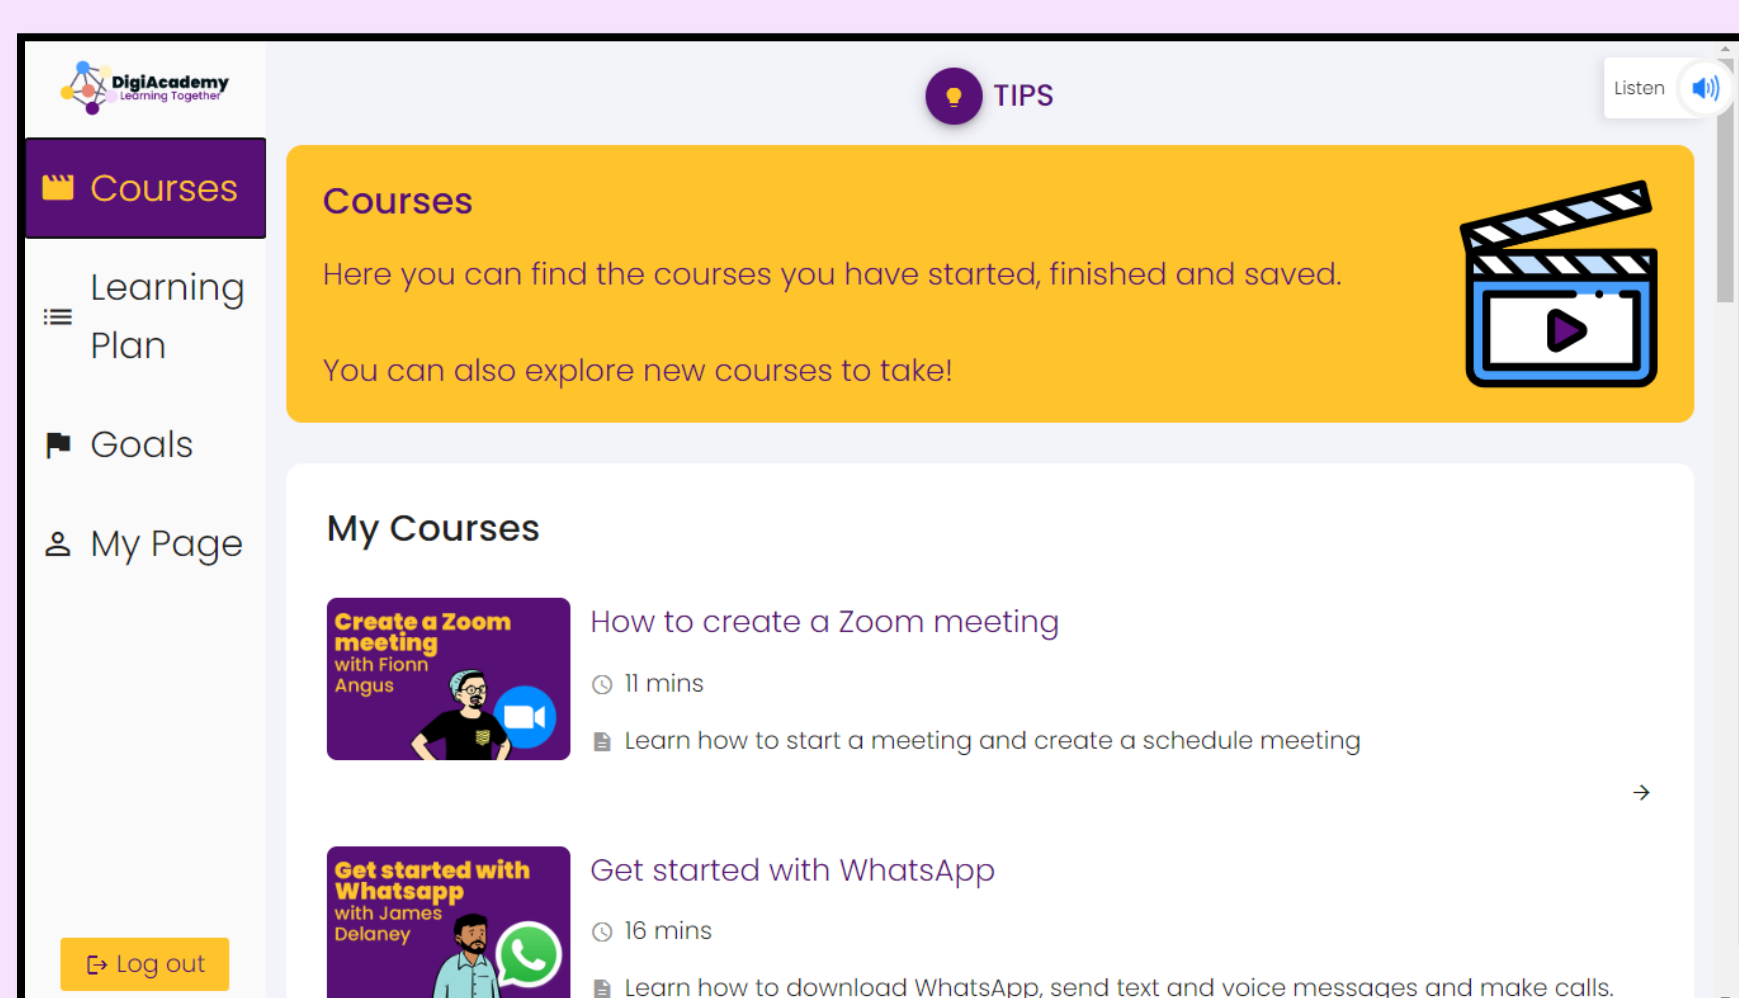 DigiAcademy
Learning Together
Courses
Learning
Plan
Goals
My Page
Log out
TIPS
Listen
Courses
Here you can find the courses you have started, finished and saved.
You can also explore new courses to take!
My Courses
Create a Zoom
meeting
with Fionn
Angus
How to create a Zoom meeting
11 mins
Learn how to start a meeting and create a schedule meeting
Get started with
Whatsapp
with James
Delaney
Get started with WhatsApp
16 mins
Learn how to download WhatsApp, send text and voice messages and make calls.